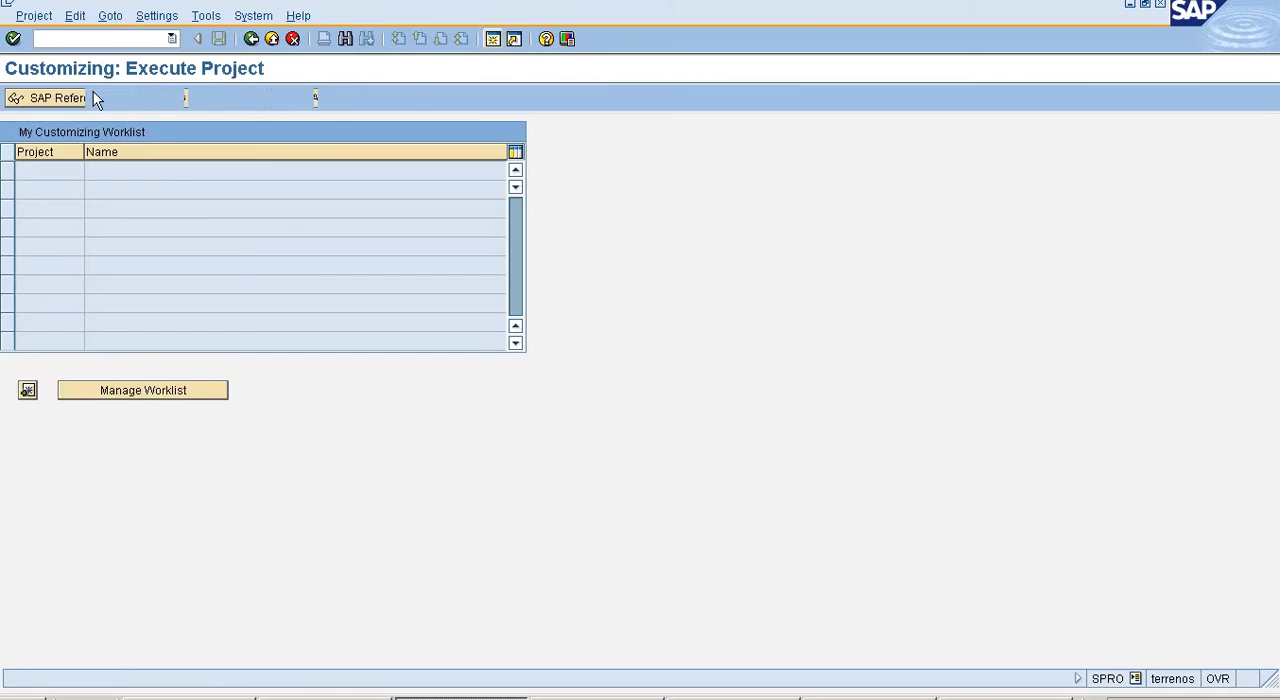 Project Edit Goto Settings Tools System Help
SAP
Customizing: Execute Project
SAP Refer
My Customizing Worklist
Project Name
Manage Worklist
SPRO terrenos OVR